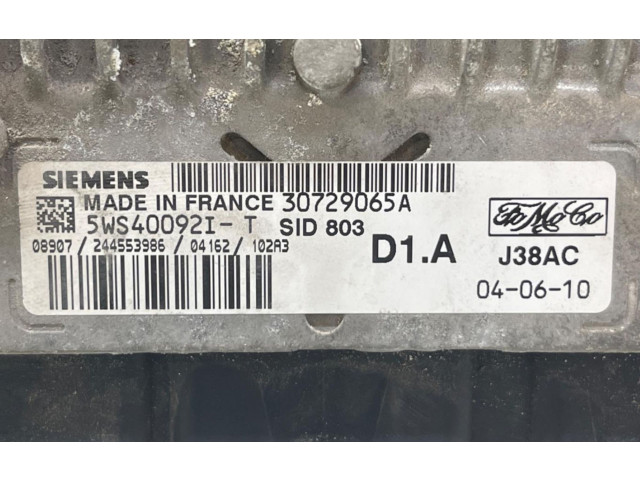 SIEMENS
MADE IN FRANCE 30729065A
5WS40092I-T SID 803
08907/244553986/04162/102A3
D1.A
FoMoCo
J38AC
04-06-10